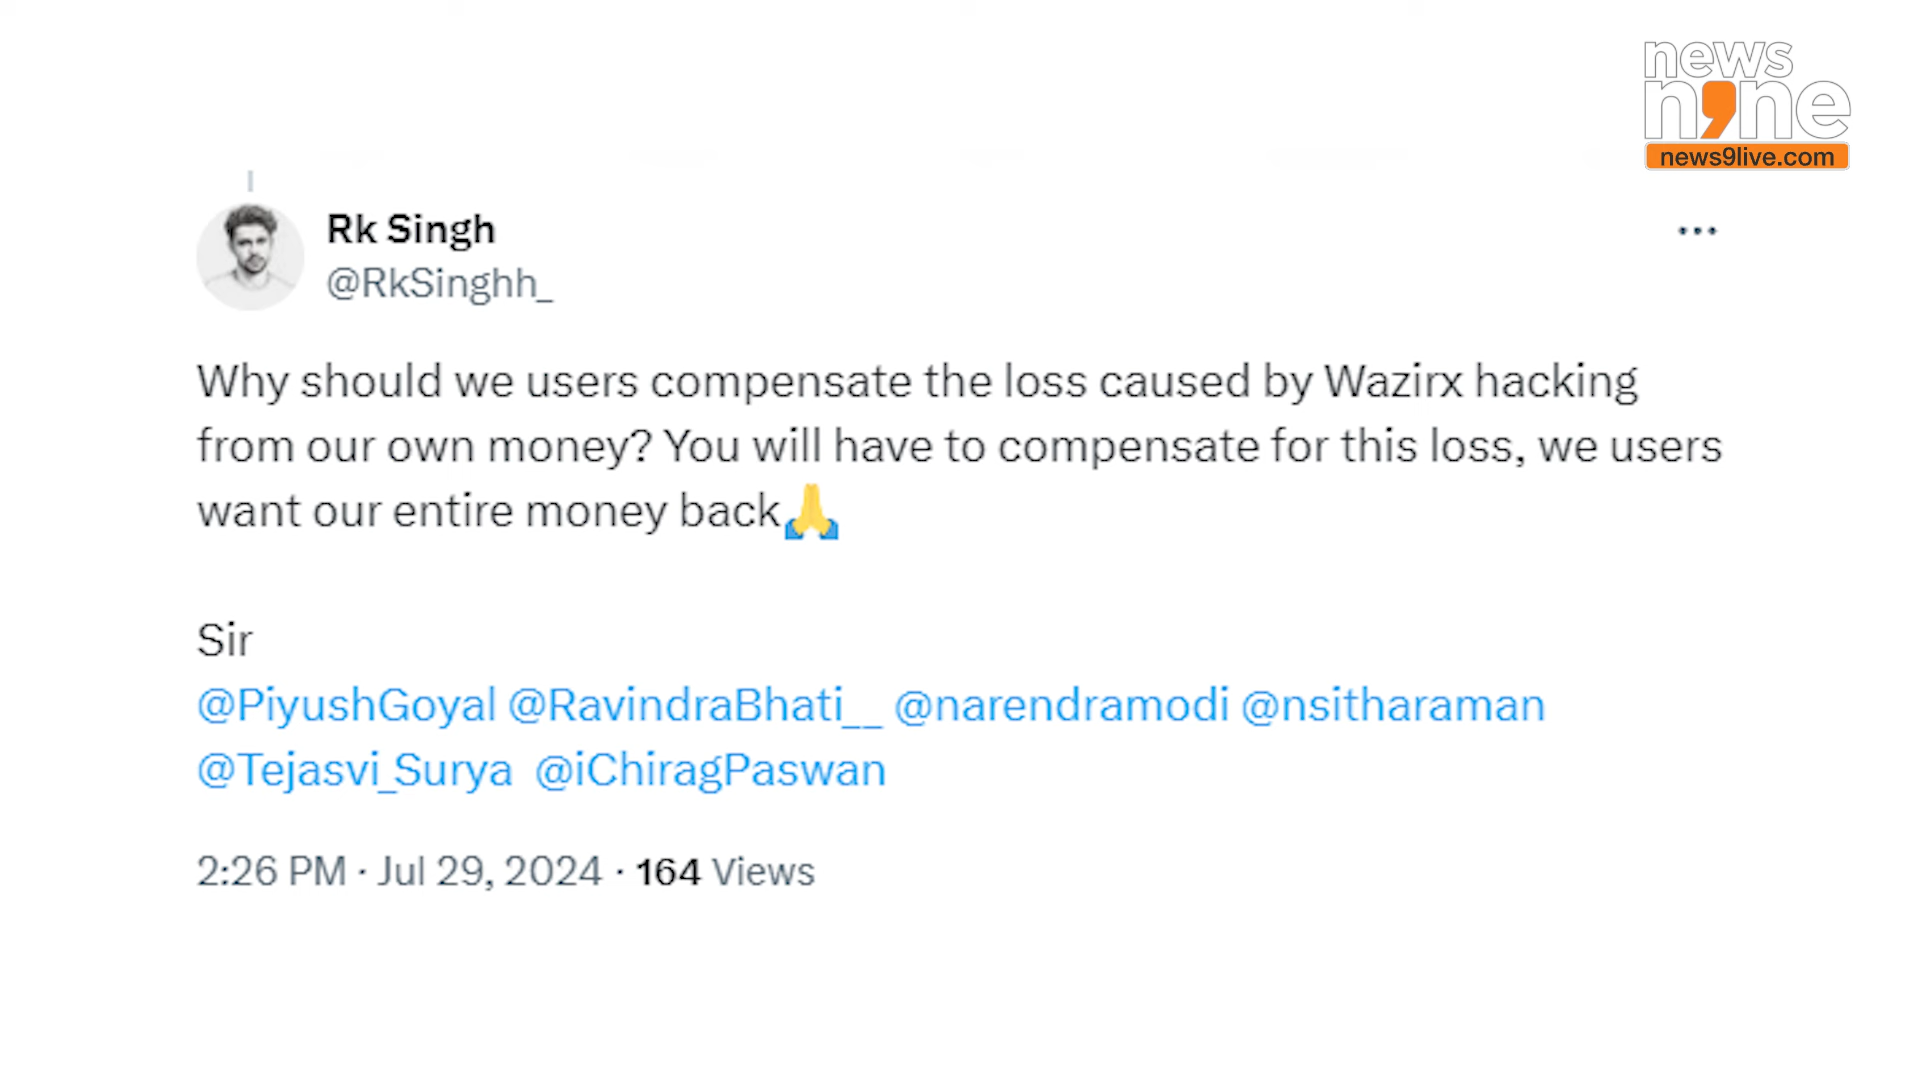 news
nine
news9live.com
Rk Singh
@RkSinghh_
Why should we users compensate the loss caused by Wazirx hacking
from our own money? You will have to compensate for this loss, we users
want our entire money back🙏
Sir
@PiyushGoyal @RavindraBhati__ @narendramodi @nsitharaman
@Tejasvi_Surya @iChiragPaswan
2:26 PM · Jul 29, 2024 · 164 Views